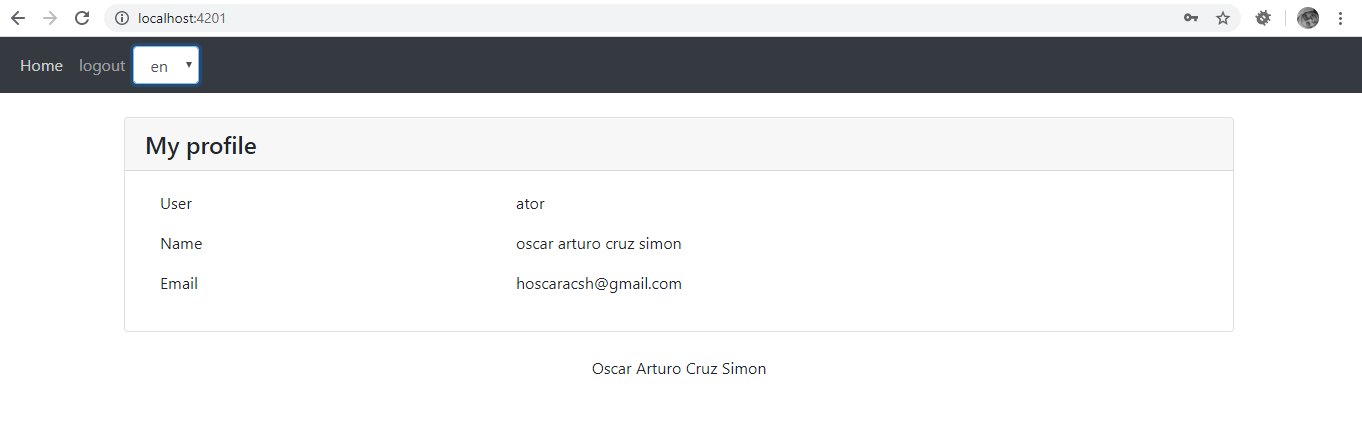 localhost:4201
Home logout en
My profile
User ator
Name oscar arturo cruz simon
Email hoscaracsh@gmail.com
Oscar Arturo Cruz Simon